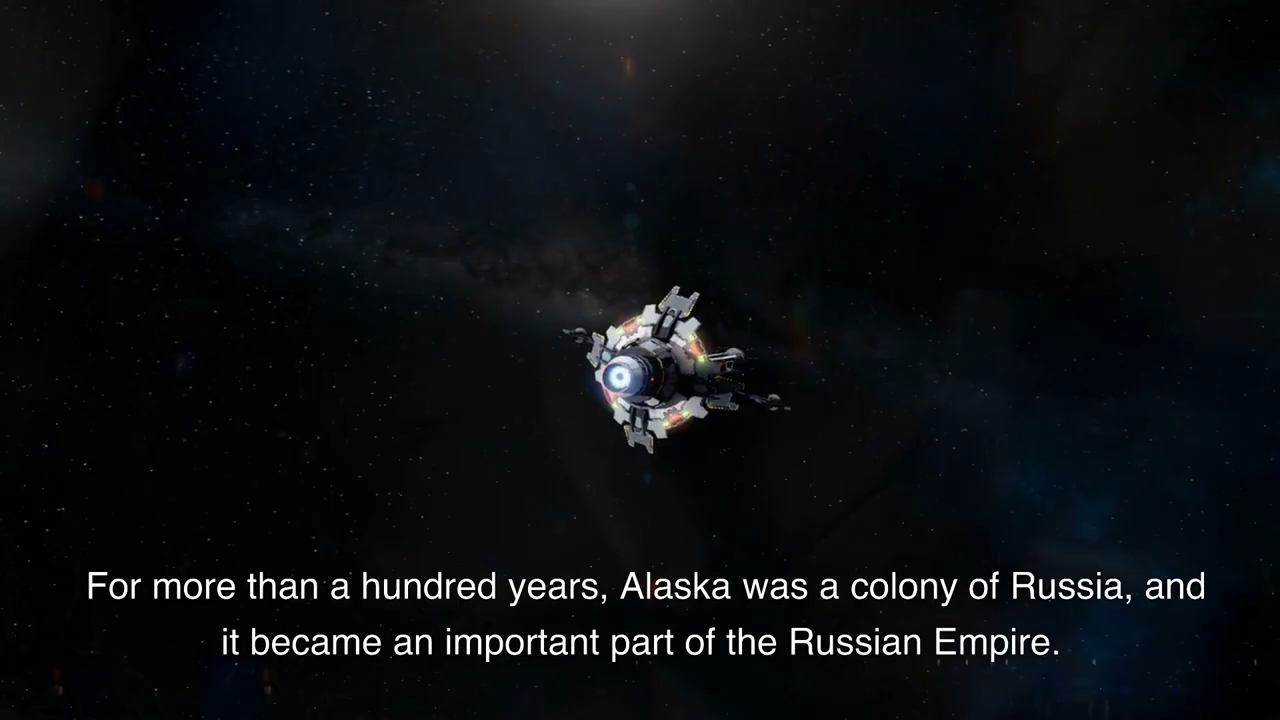 For more than a hundred years, Alaska was a colony of Russia, and
it became an important part of the Russian Empire.